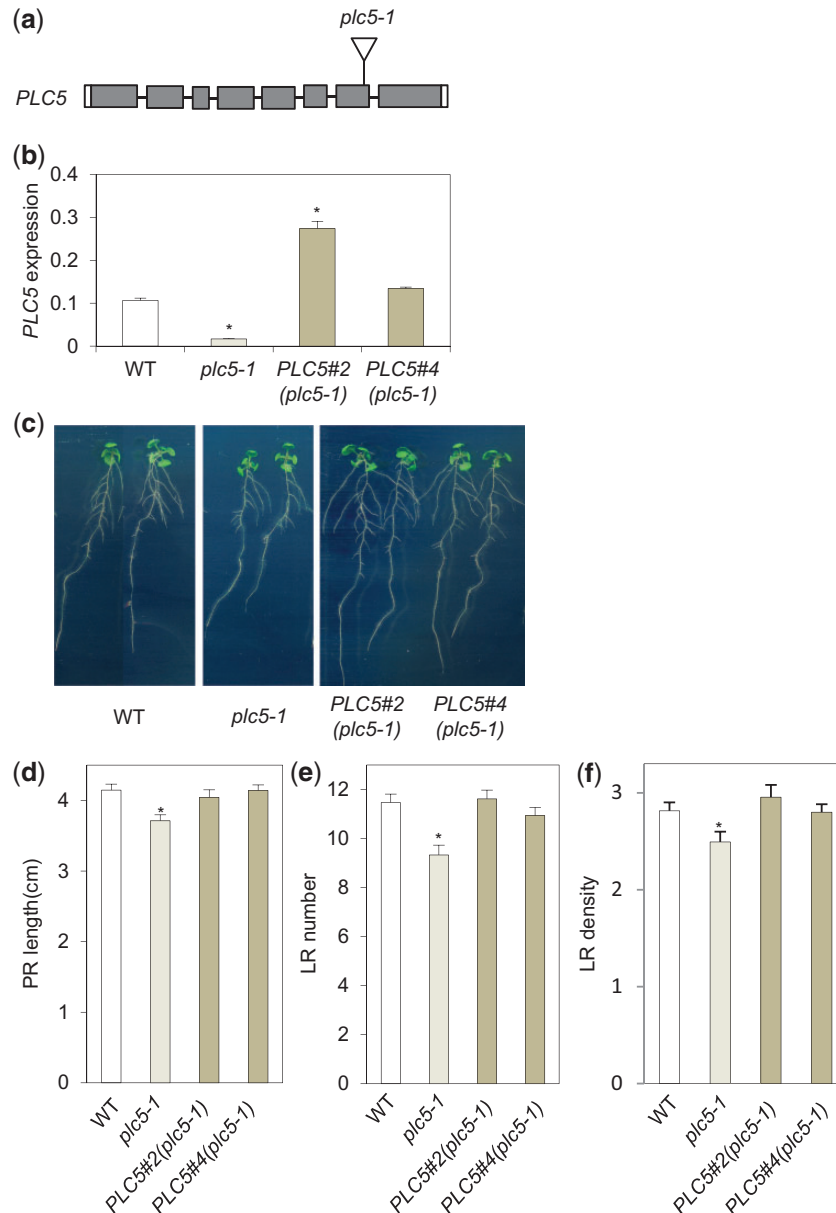 (a)
plc5-1
PLC5
(b)
PLC5 expression
0.4
0.3
0.2
0.1
0
*
*
WT
plc5-1
PLC5#2
(plc5-1)
PLC5#4
(plc5-1)
(c)
WT
plc5-1
PLC5#2
(plc5-1)
PLC5#4
(plc5-1)
(d)
PR length(cm)
4
3
2
1
0
*
WT
plc5-1
PLC5#2(plc5-1)
PLC5#4(plc5-1)
(e)
LR number
12
10
8
6
4
2
0
*
WT
plc5-1
PLC5#2(plc5-1)
PLC5#4(plc5-1)
(f)
LR density
3
2
1
0
*
WT
plc5-1
PLC5#2(plc5-1)
PLC5#4(plc5-1)